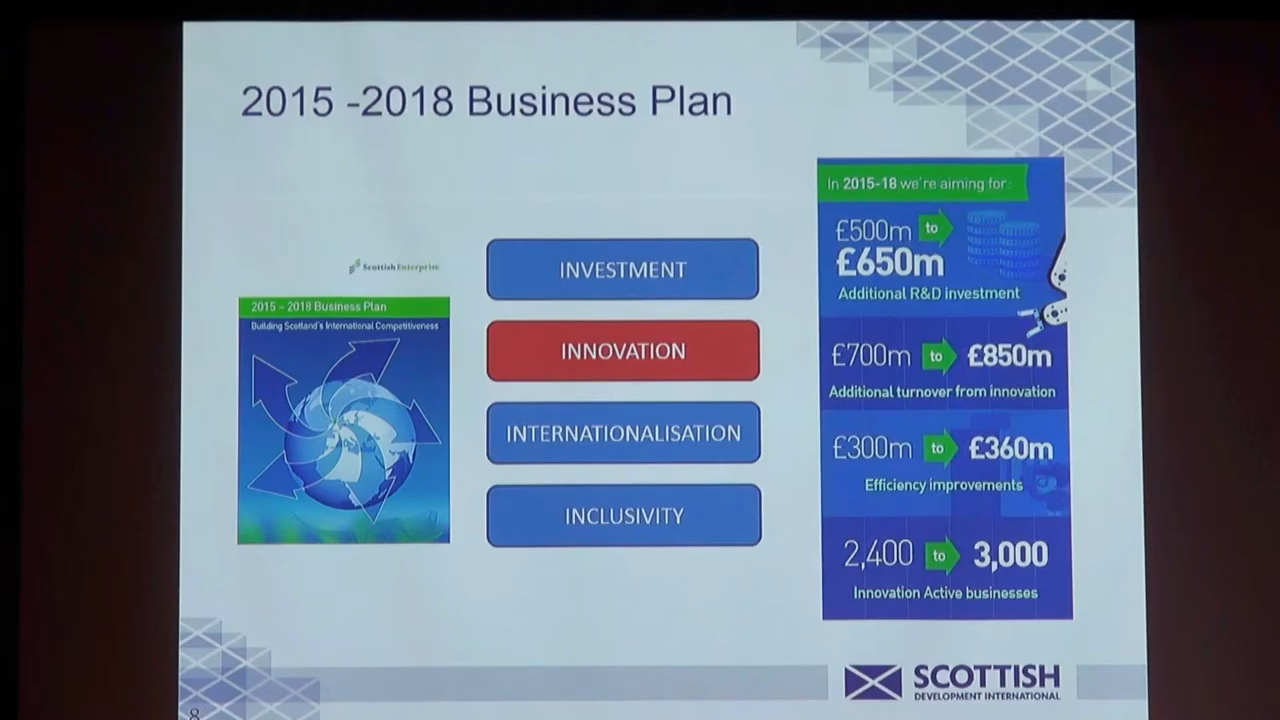 2015 -2018 Business Plan
Scottish Enterprise
2015 – 2018 Business Plan
Building Scotland's International Competitiveness
INVESTMENT
INNOVATION
INTERNATIONALISATION
INCLUSIVITY
In 2015-18 we're aiming for:
£500m to
£650m
Additional R&D investment
£700m to £850m
Additional turnover from innovation
£300m to £360m
Efficiency improvements
2,400 to 3,000
Innovation Active businesses
SCOTTISH
DEVELOPMENT INTERNATIONAL
8